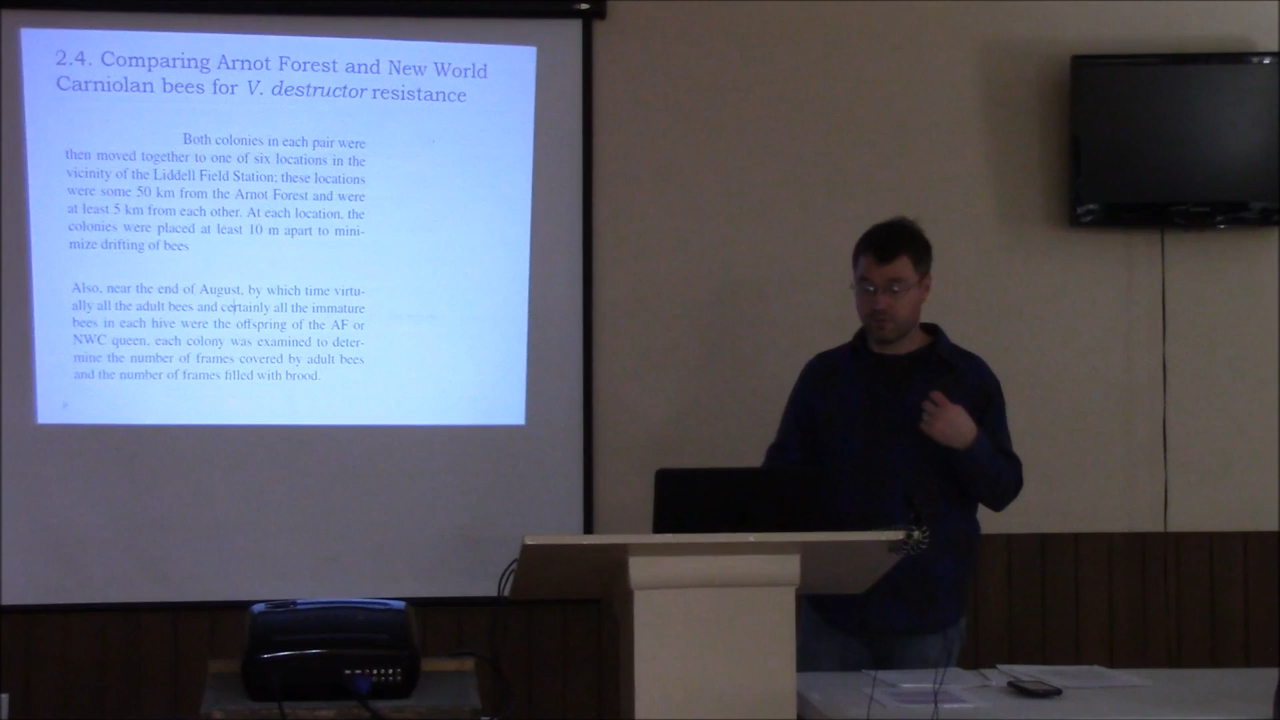 2.4. Comparing Arnot Forest and New World
Carniolan bees for V. destructor resistance
Both colonies in each pair were
then moved together to one of six locations in the
vicinity of the Liddell Field Station; these locations
were some 50 km from the Arnot Forest and were
at least 5 km from each other. At each location, the
colonies were placed at least 10 m apart to mini-
mize drifting of bees
Also, near the end of August, by which time virtu-
ally all the adult bees and certainly all the immature
bees in each hive were the offspring of the AF or
NWC queen, each colony was examined to deter-
mine the number of frames covered by adult bees
and the number of frames filled with brood.